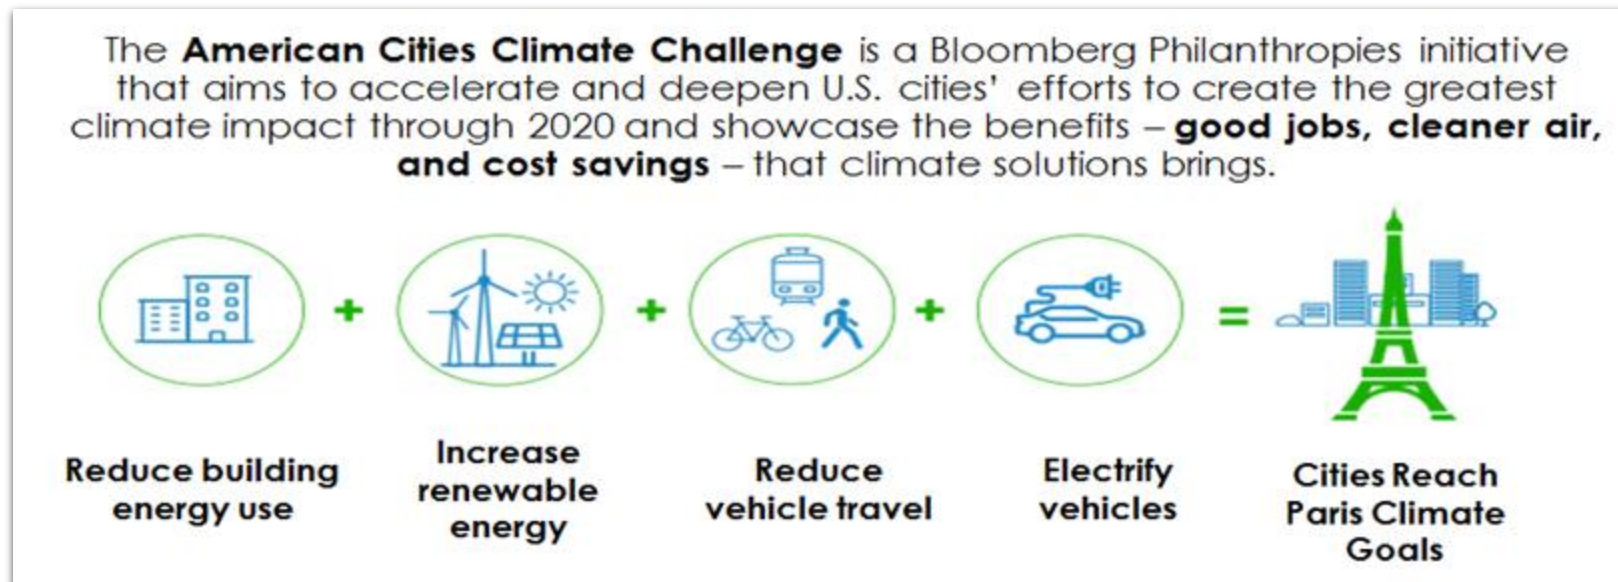 The American Cities Climate Challenge is a Bloomberg Philanthropies initiative
that aims to accelerate and deepen U.S. cities’ efforts to create the greatest
climate impact through 2020 and showcase the benefits – good jobs, cleaner air,
and cost savings – that climate solutions brings.
+ + + =
Reduce building
energy use
Increase
renewable
energy
Reduce
vehicle travel
Electrify
vehicles
Cities Reach
Paris Climate
Goals